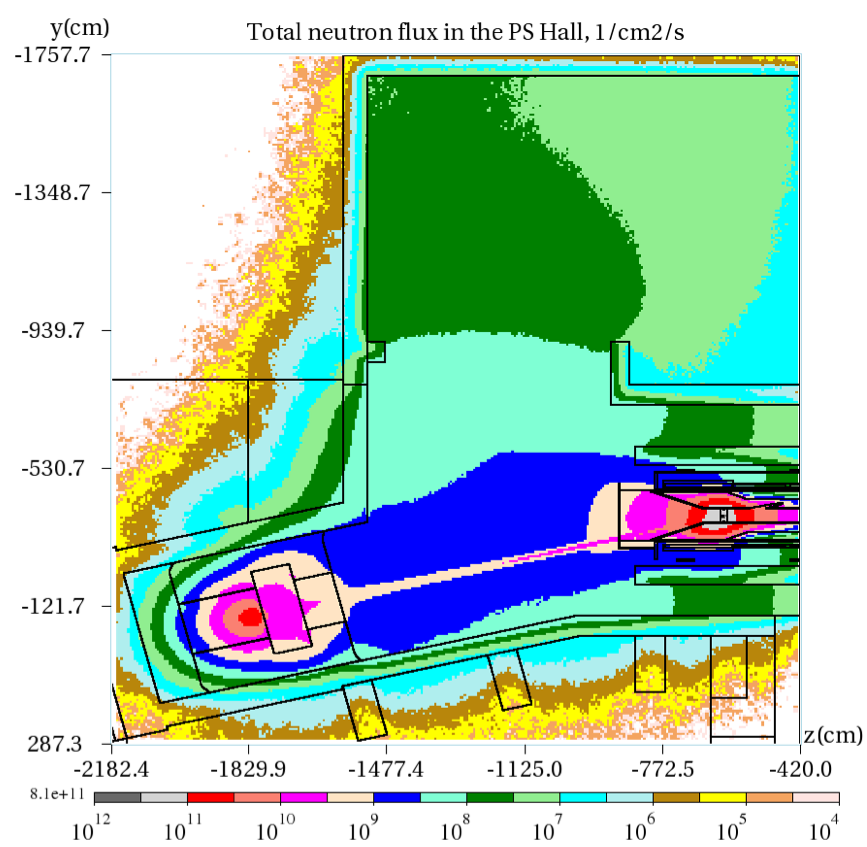 Total neutron flux in the PS Hall, 1/cm2/s
y(cm)
-1757.7
-1348.7
-939.7
-530.7
-121.7
287.3
z(cm)
-2182.4 -1829.9 -1477.4 -1125.0 -772.5 -420.0
8.1e+11
10^12 10^11 10^10 10^9 10^8 10^7 10^6 10^5 10^4